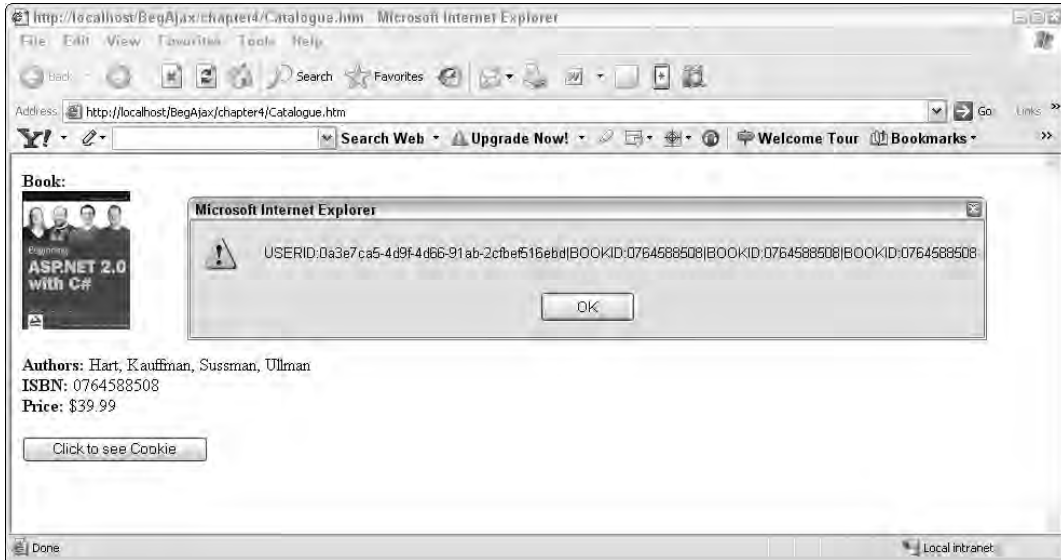 http://localhost/BegAjax/chapter4/Catalogue.htm - Microsoft Internet Explorer
File Edit View Favorites Tools Help
Back Search Favorites
Address http://localhost/BegAjax/chapter4/Catalogue.htm Go Links »
Y! Search Web Upgrade Now! Welcome Tour Bookmarks »
Book:
Beginning
ASP.NET 2.0
with C#
Microsoft Internet Explorer
USERID:0a3e7ca5-4d9f-4d66-91ab-2cfbef516ebd|BOOKID:0764588508|BOOKID:0764588508|BOOKID:0764588508
OK
Authors: Hart, Kauffman, Sussman, Ullman
ISBN: 0764588508
Price: $39.99
Click to see Cookie
Done Local intranet